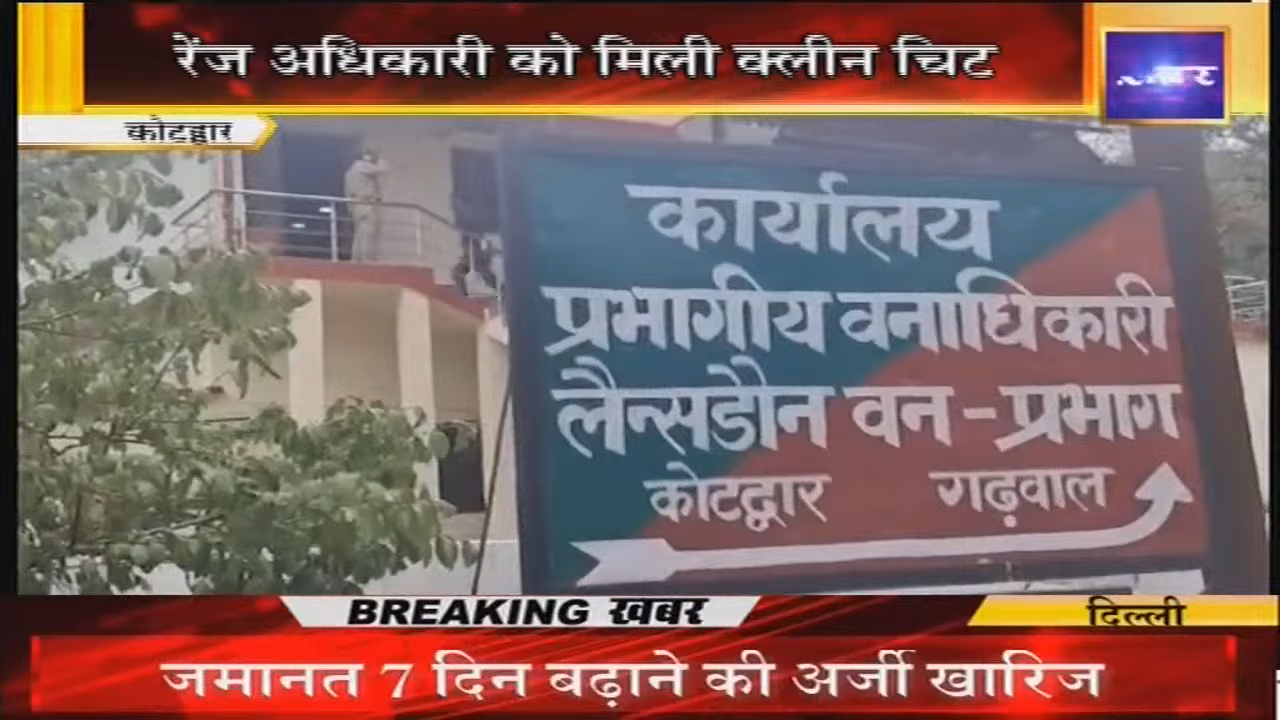 रेंज अधिकारी को मिली क्लीन चिट
कोटद्वार
कार्यालय
प्रभागीय वनाधिकारी
लैन्सडौन वन-प्रभाग
कोटद्वार गढ़वाल
BREAKING खबर
दिल्ली
जमानत 7 दिन बढ़ाने की अर्जी खारिज